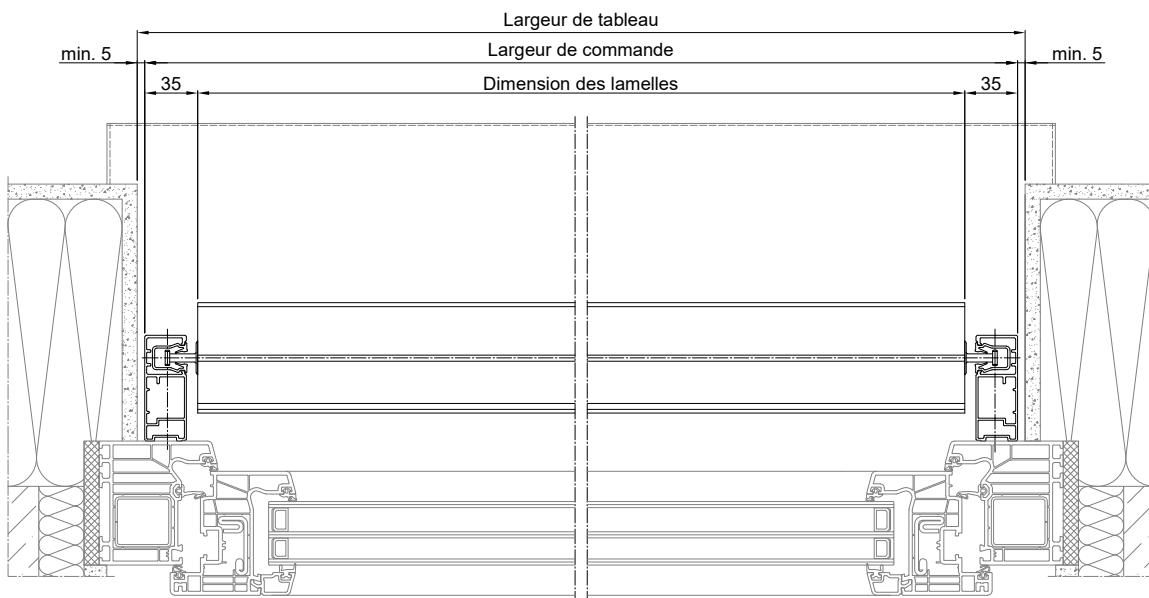 Largeur de tableau
min. 5 Largeur de commande min. 5
35 Dimension des lamelles 35